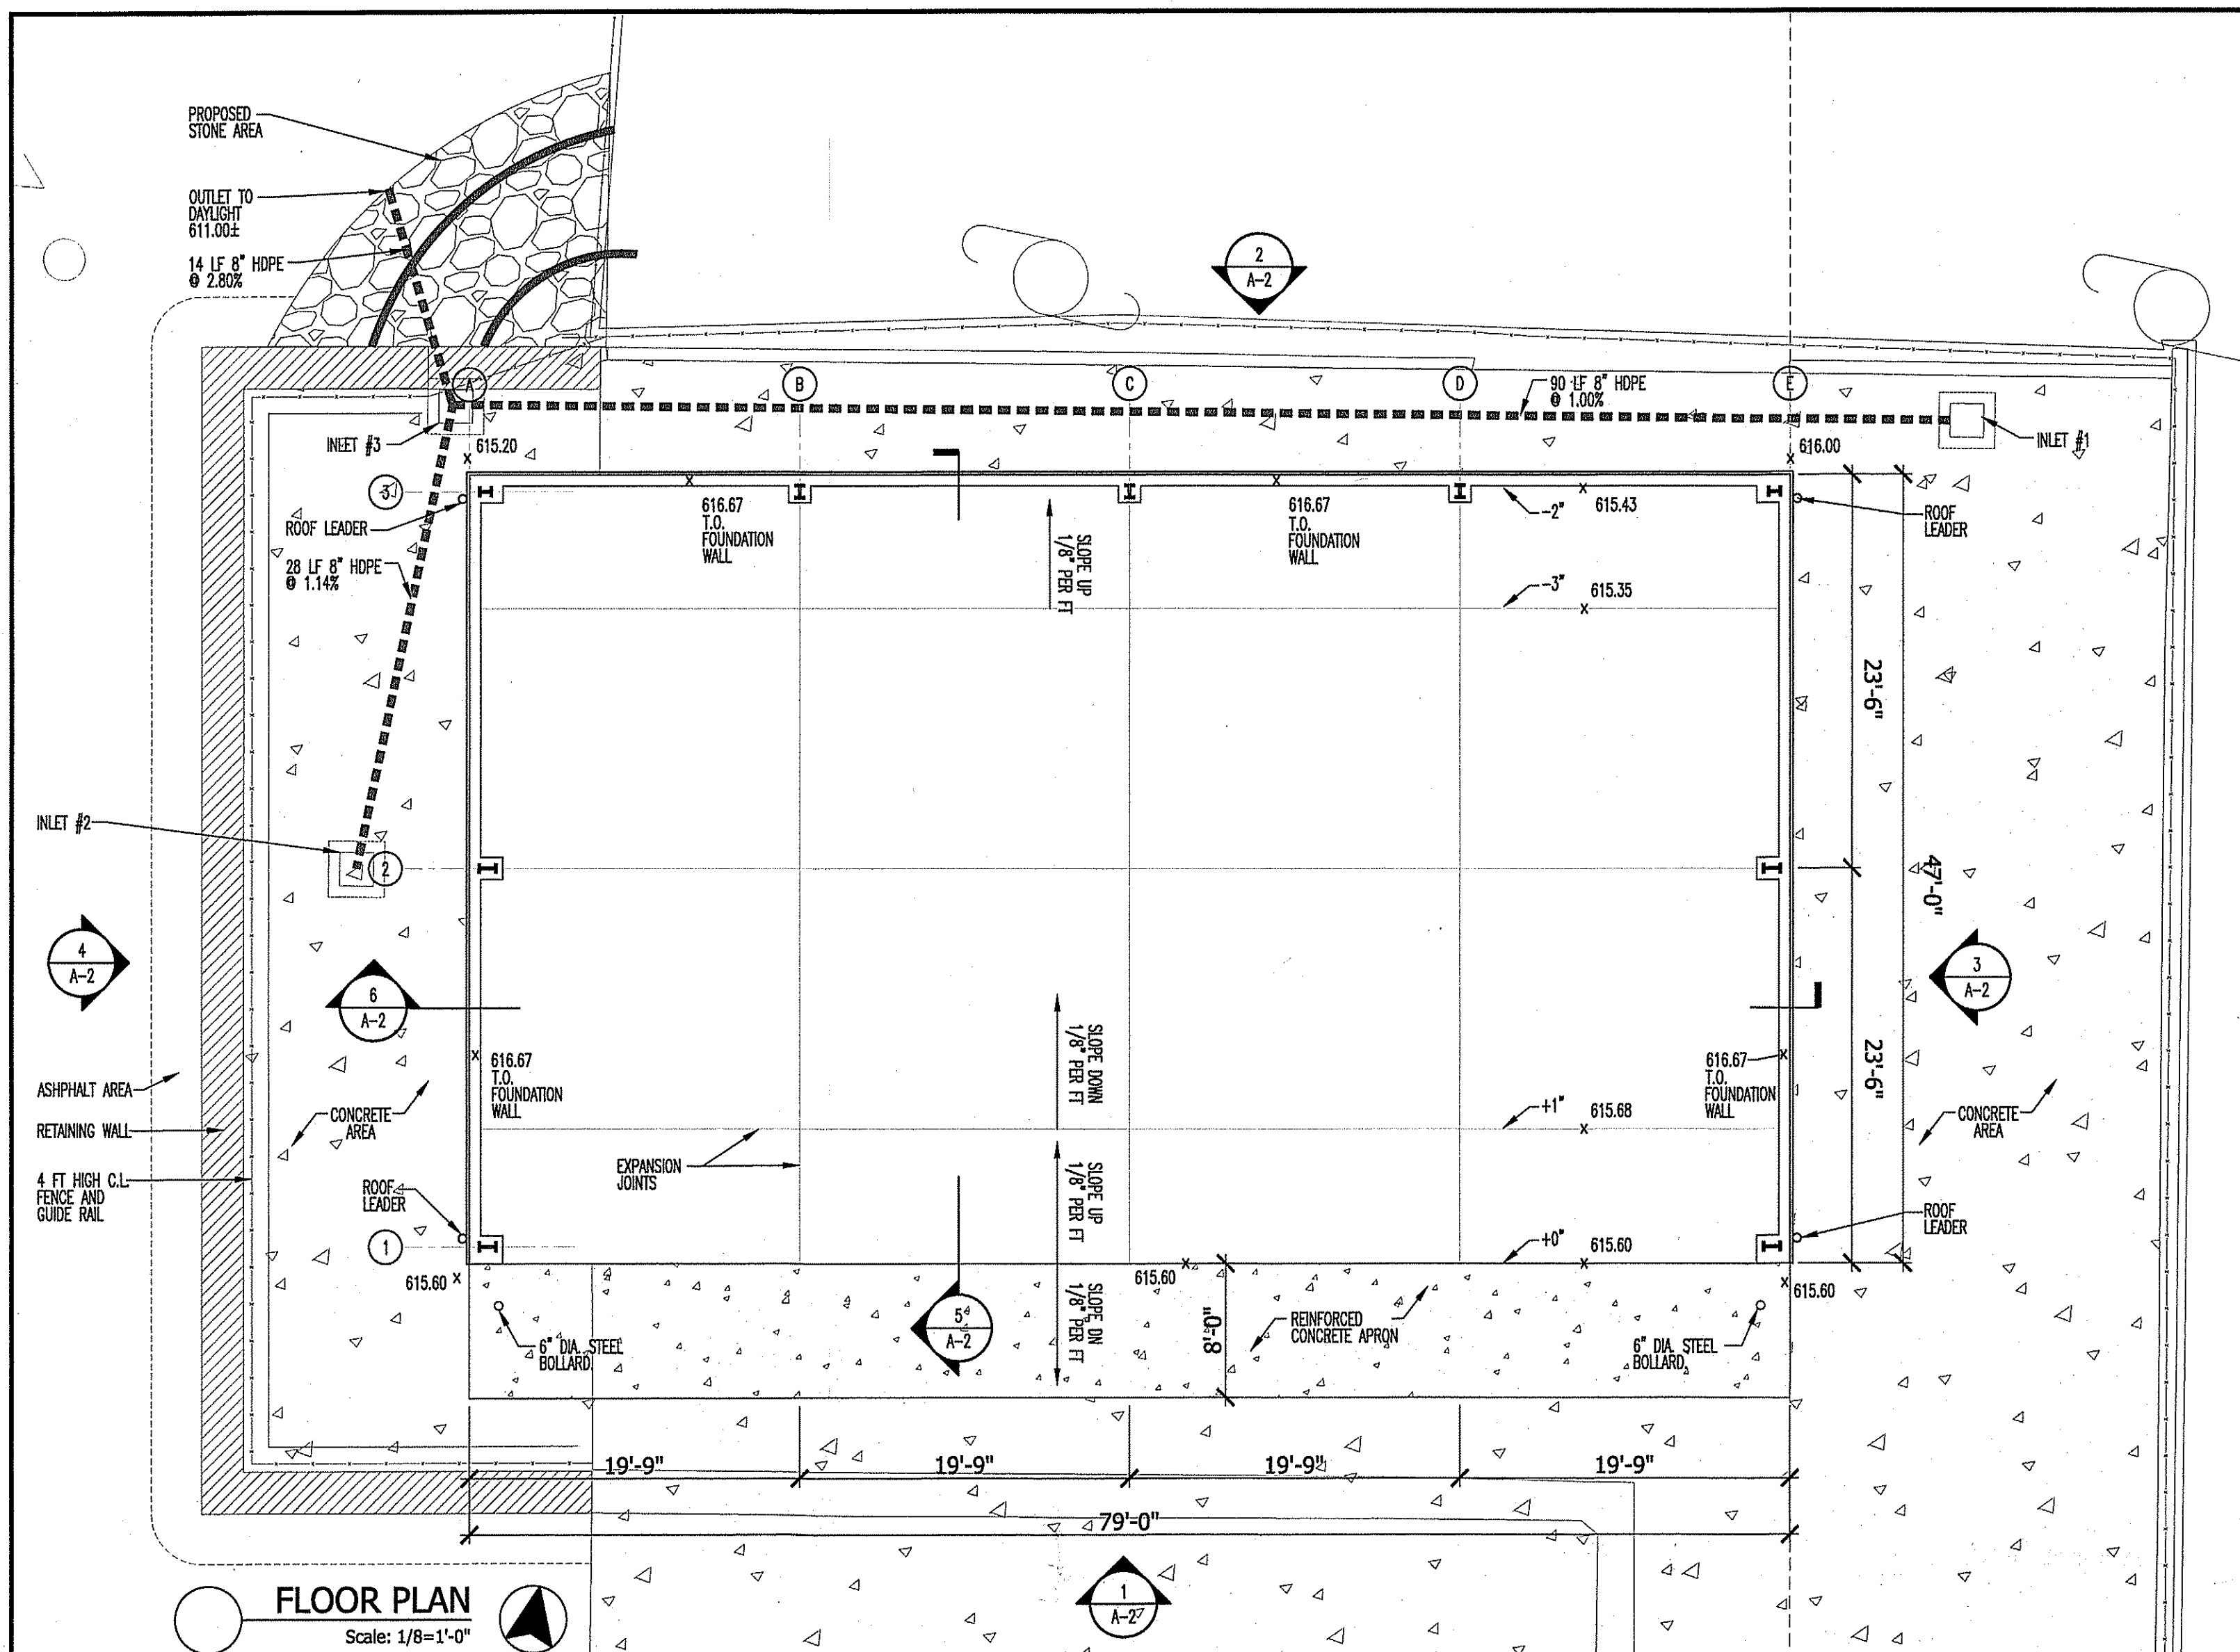 PROPOSED
STONE AREA
OUTLET TO
DAYLIGHT
611.00±
14 LF 8" HDPE
@ 2.80%
2
A-2
A
B
C
D
E
90 LF 8" HDPE
@ 1.00%
INLET #3
INLET #1
615.20
616.00
3
ROOF LEADER
28 LF 8" HDPE
@ 1.14%
616.67
T.O.
FOUNDATION
WALL
616.67
T.O.
FOUNDATION
WALL
-2"
615.43
ROOF
LEADER
SLOPE UP
1/8" PER FT
-3"
615.35
23'-6"
INLET #2
2
47'-0"
4
A-2
6
A-2
3
A-2
616.67
T.O.
FOUNDATION
WALL
SLOPE DOWN
1/8" PER FT
616.67
T.O.
FOUNDATION
WALL
23'-6"
ASHPHALT AREA
CONCRETE
AREA
RETAINING WALL
4 FT HIGH C.L.
FENCE AND
GUIDE RAIL
+1"
615.68
CONCRETE
AREA
EXPANSION
JOINTS
SLOPE UP
1/8" PER FT
ROOF
LEADER
ROOF
LEADER
1
+0"
615.60
615.60
615.60
615.60
SLOPE DN
1/8" PER FT
5
A-2
8'-0"
REINFORCED
CONCRETE APRON
6" DIA. STEEL
BOLLARD
6" DIA. STEEL
BOLLARD
19'-9"
19'-9"
19'-9"
19'-9"
79'-0"
1
A-2
FLOOR PLAN
Scale: 1/8=1'-0"